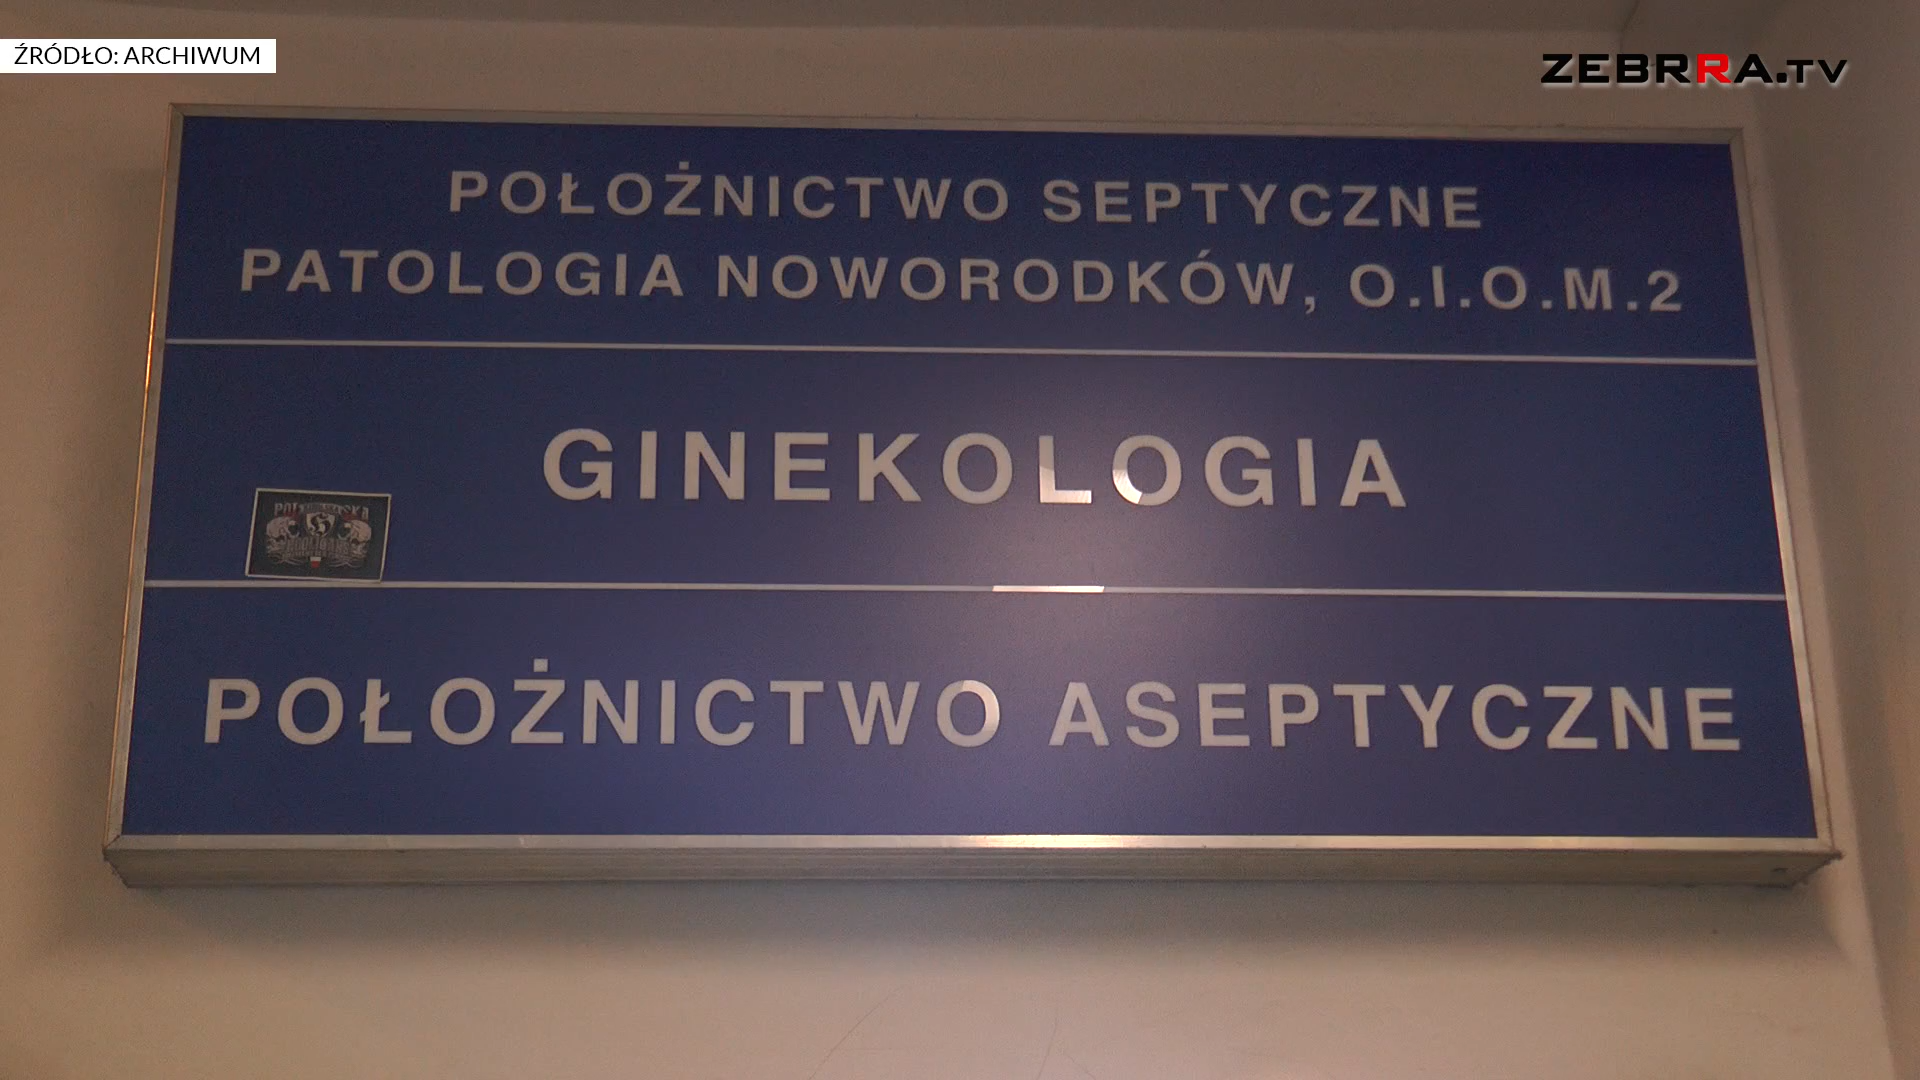 ŹRÓDŁO: ARCHIWUM
ZEBRRA.TV
POŁOŻNICTWO SEPTYCZNE
PATOLOGIA NOWORODKÓW, O.I.O.M.2
GINEKOLOGIA
POŁOŻNICTWO ASEPTYCZNE